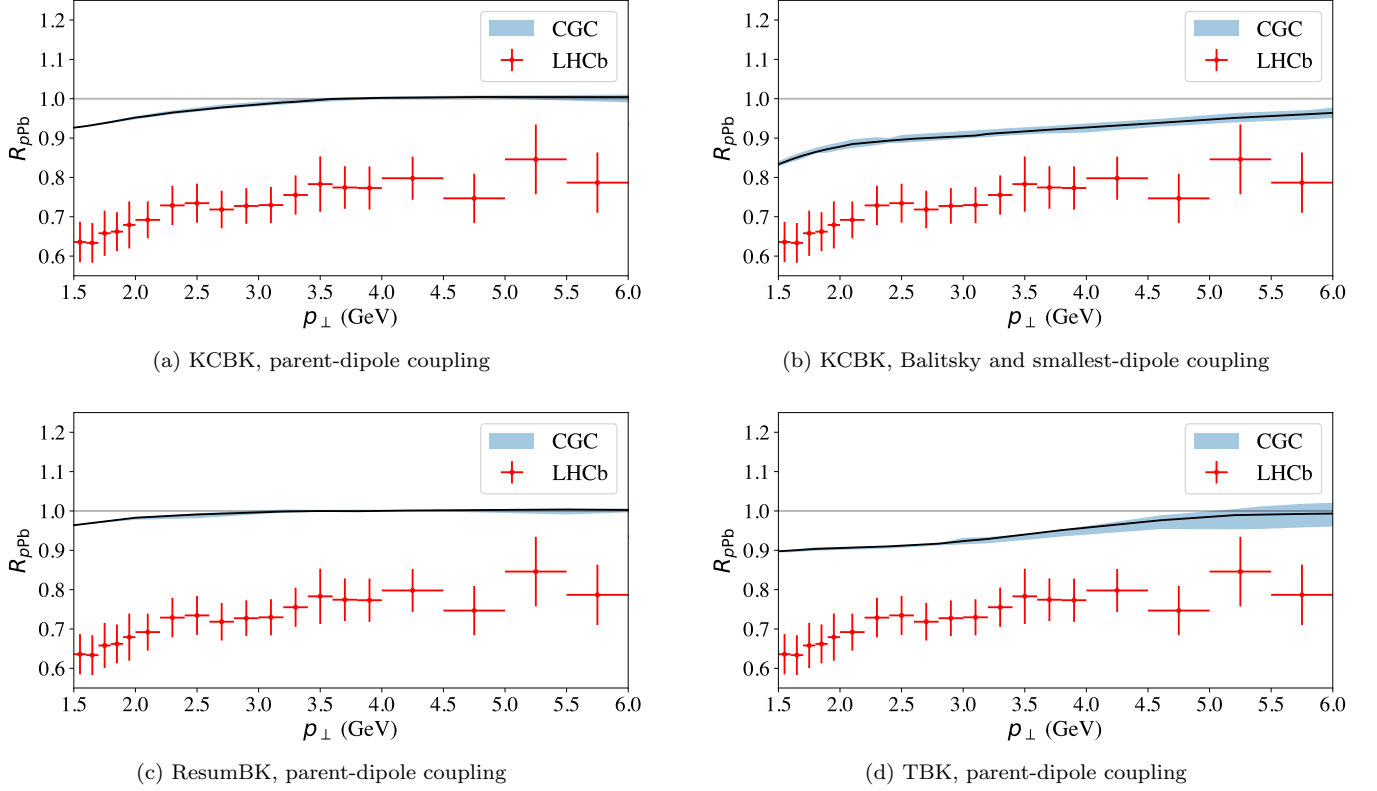 1.2
1.1
1.0
0.9
0.8
0.7
0.6
R_pPb
CGC
LHCb
1.5 2.0 2.5 3.0 3.5 4.0 4.5 5.0 5.5 6.0
p⊥ (GeV)
(a) KCBK, parent-dipole coupling
1.2
1.1
1.0
0.9
0.8
0.7
0.6
R_pPb
CGC
LHCb
1.5 2.0 2.5 3.0 3.5 4.0 4.5 5.0 5.5 6.0
p⊥ (GeV)
(b) KCBK, Balitsky and smallest-dipole coupling
1.2
1.1
1.0
0.9
0.8
0.7
0.6
R_pPb
CGC
LHCb
1.5 2.0 2.5 3.0 3.5 4.0 4.5 5.0 5.5 6.0
p⊥ (GeV)
(c) ResumBK, parent-dipole coupling
1.2
1.1
1.0
0.9
0.8
0.7
0.6
R_pPb
CGC
LHCb
1.5 2.0 2.5 3.0 3.5 4.0 4.5 5.0 5.5 6.0
p⊥ (GeV)
(d) TBK, parent-dipole coupling